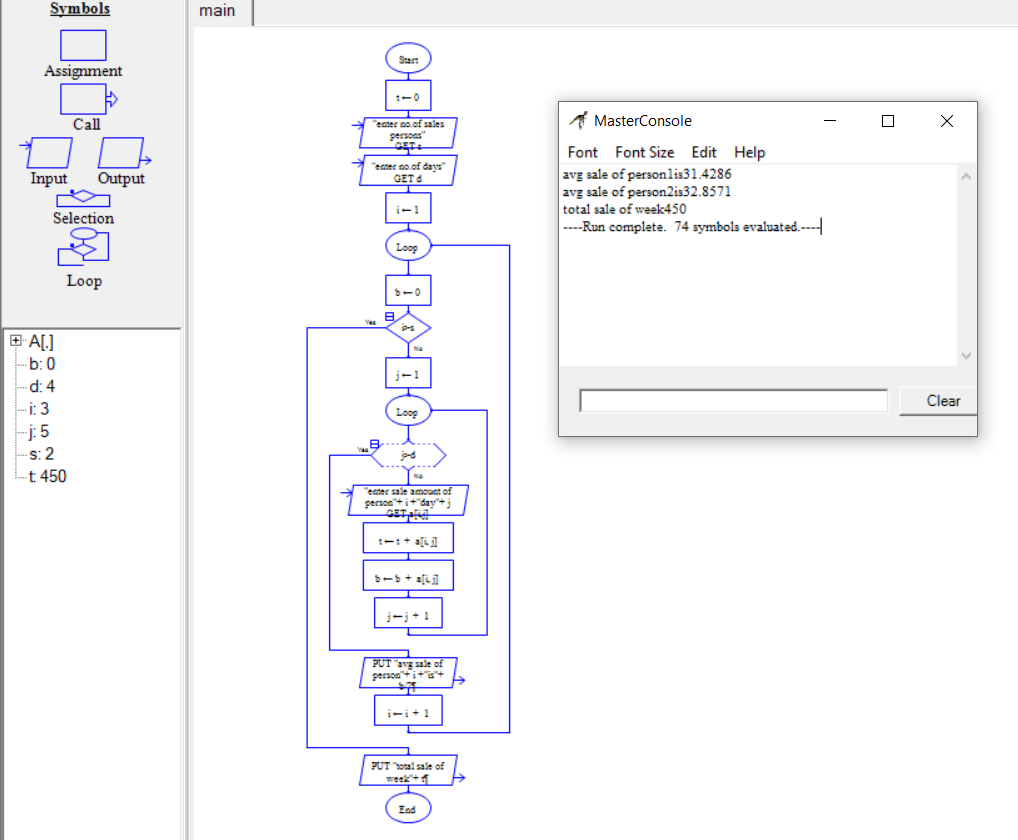 Symbols
Assignment
Call
Input
Output
Selection
Loop
A[.]
b: 0
d: 4
i: 3
j: 5
s: 2
t: 450
main
Start
t ← 0
"enter no.of sales
persons"
GET s
"enter no.of days"
GET d
i ← 1
Loop
b ← 0
Yes
i>s
No
j ← 1
Loop
Yes
j>d
No
"enter sale amount of
person"+ i +"day"+ j
GET a[i,j]
t ← t + a[i,j]
b ← b + a[i,j]
j ← j + 1
PUT "avg sale of
person"+ i +"is"+
b/7¶
i ← i + 1
PUT "total sale of
week"+ t¶
End
MasterConsole
Font
Font Size
Edit
Help
avg sale of person1is31.4286
avg sale of person2is32.8571
total sale of week450
----Run complete.  74 symbols evaluated.----
Clear